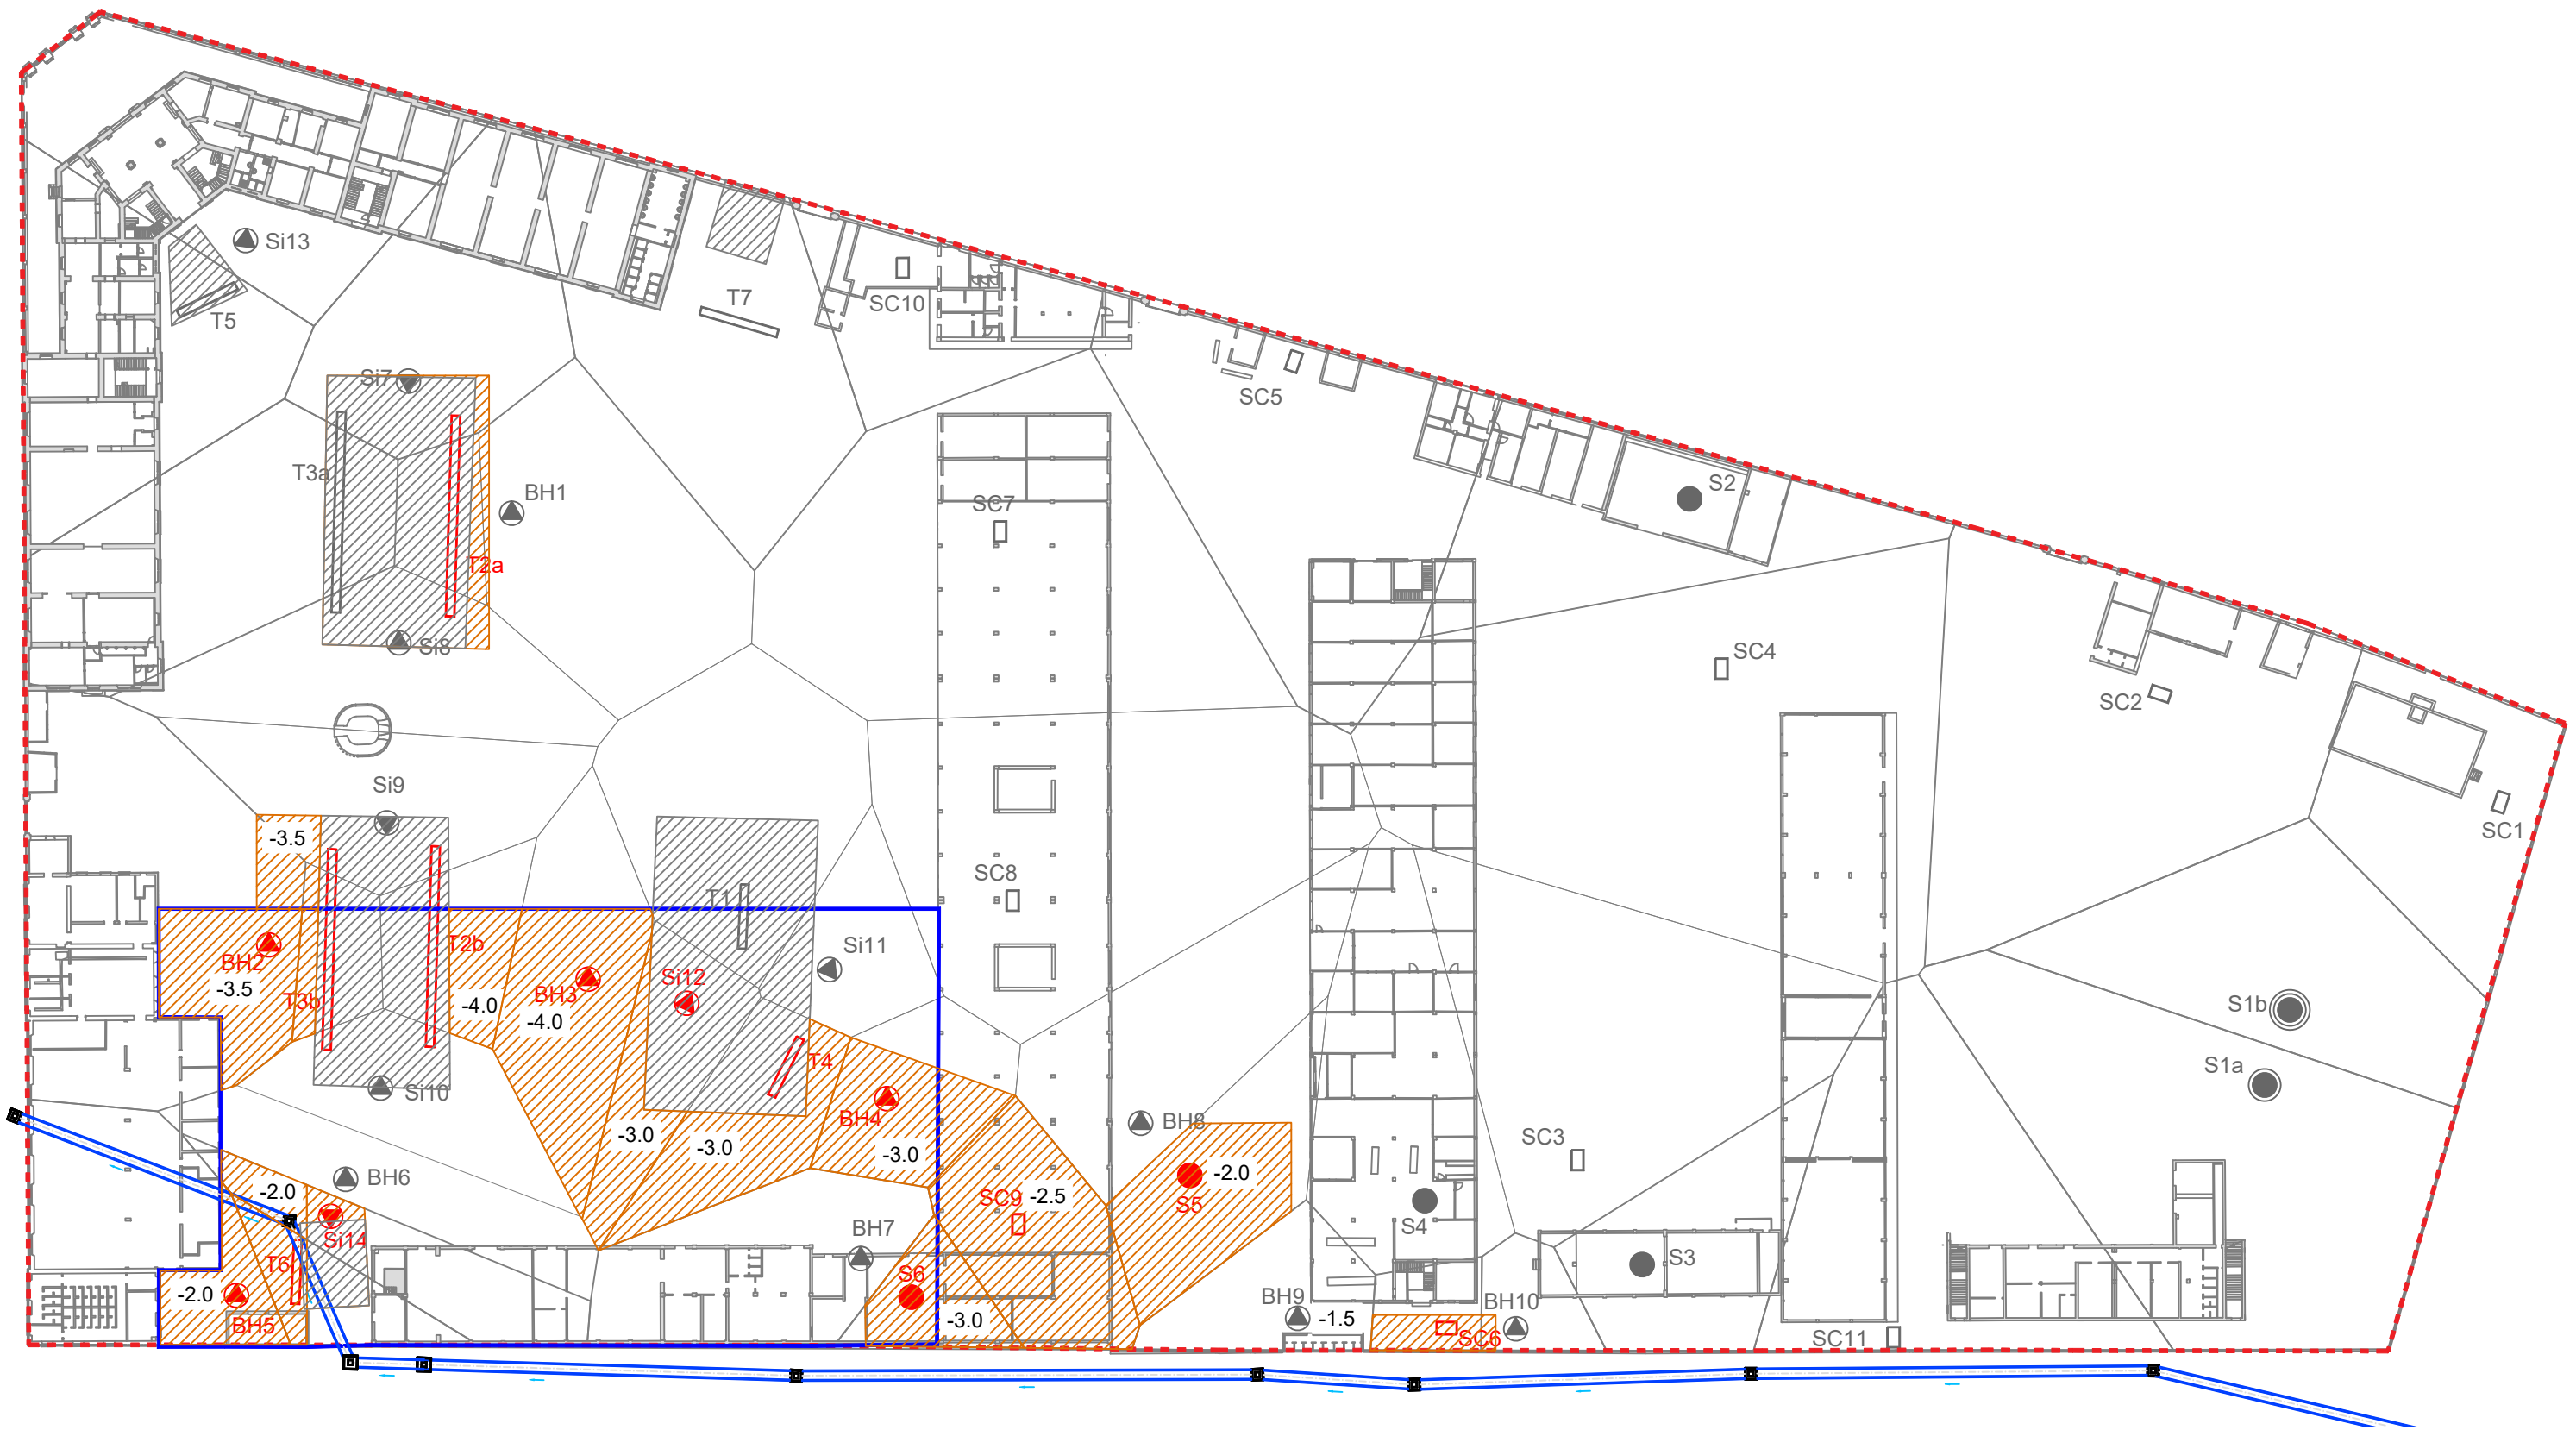 Si13
T5
T7
SC10
SC5
Si7
T3a
BH1
T2a
Si8
SC7
S2
SC4
SC2
SC1
Si9
-3.5
T1
SC8
BH2
-3.5
T3b
T2b
-4.0
BH3
-4.0
Si12
Si11
S1b
S1a
T4
Si10
BH4
-3.0
-3.0
-3.0
BH8
SC3
BH6
-2.0
Si14
SC9
-2.5
-2.0
S5
S4
BH7
T6
S6
S3
-2.0
BH5
-3.0
BH9
-1.5
BH10
SC6
SC11